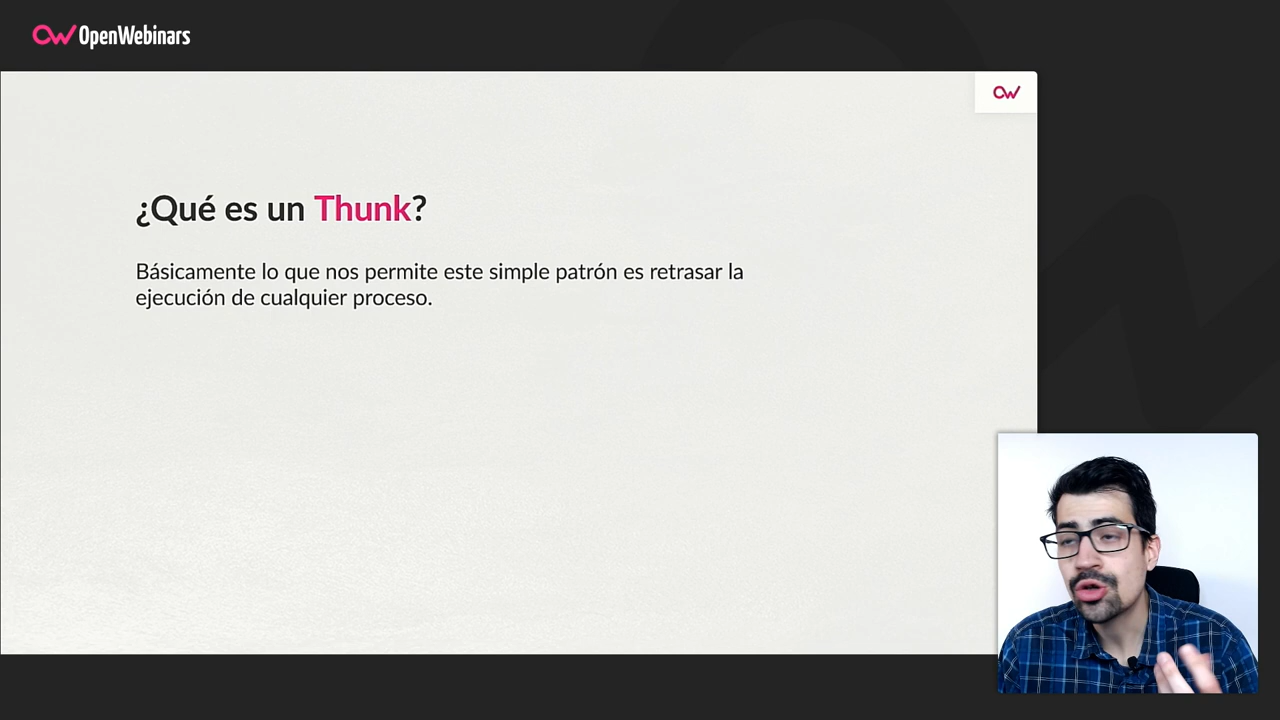 OpenWebinars
¿Qué es un Thunk?
Básicamente lo que nos permite este simple patrón es retrasar la
ejecución de cualquier proceso.